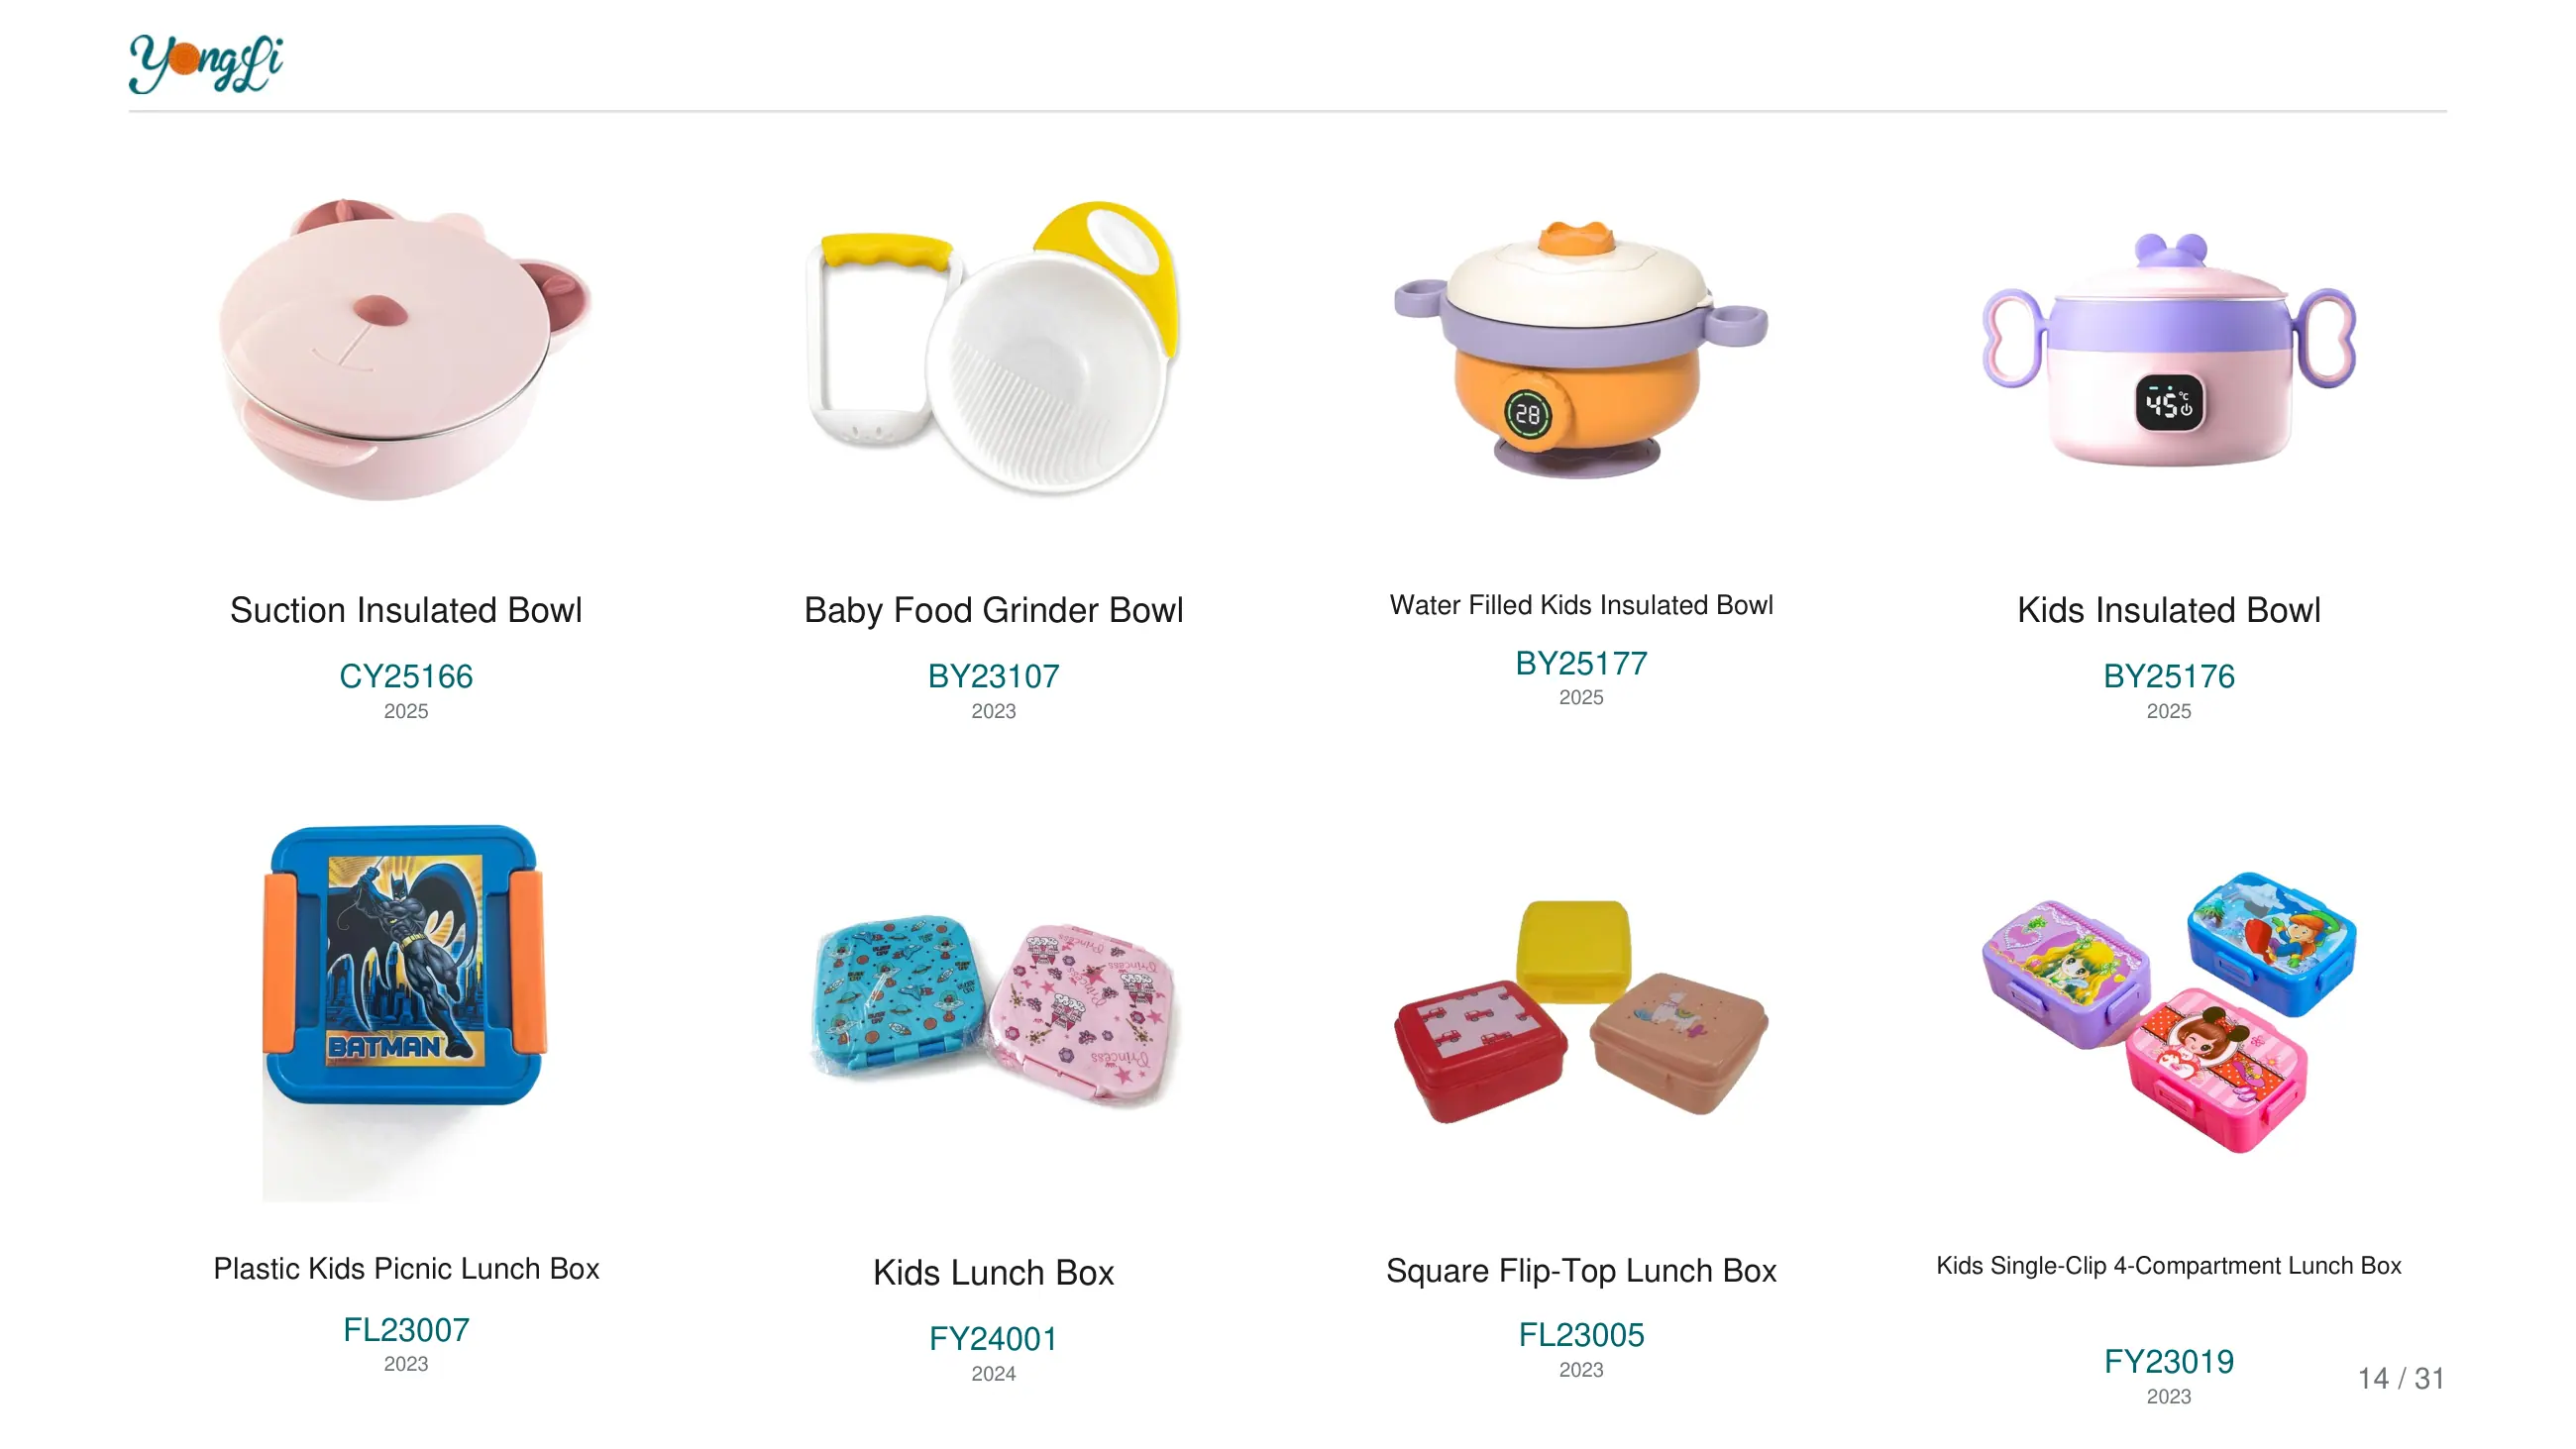 YongLi
Suction Insulated Bowl
CY25166
2025
Baby Food Grinder Bowl
BY23107
2023
28
Water Filled Kids Insulated Bowl
BY25177
2025
45°C
Kids Insulated Bowl
BY25176
2025
BATMAN
Plastic Kids Picnic Lunch Box
FL23007
2023
Princess
Princess
Princess
Kids Lunch Box
FY24001
2024
Square Flip-Top Lunch Box
FL23005
2023
Kids Single-Clip 4-Compartment Lunch Box
FY23019
2023
14 / 31